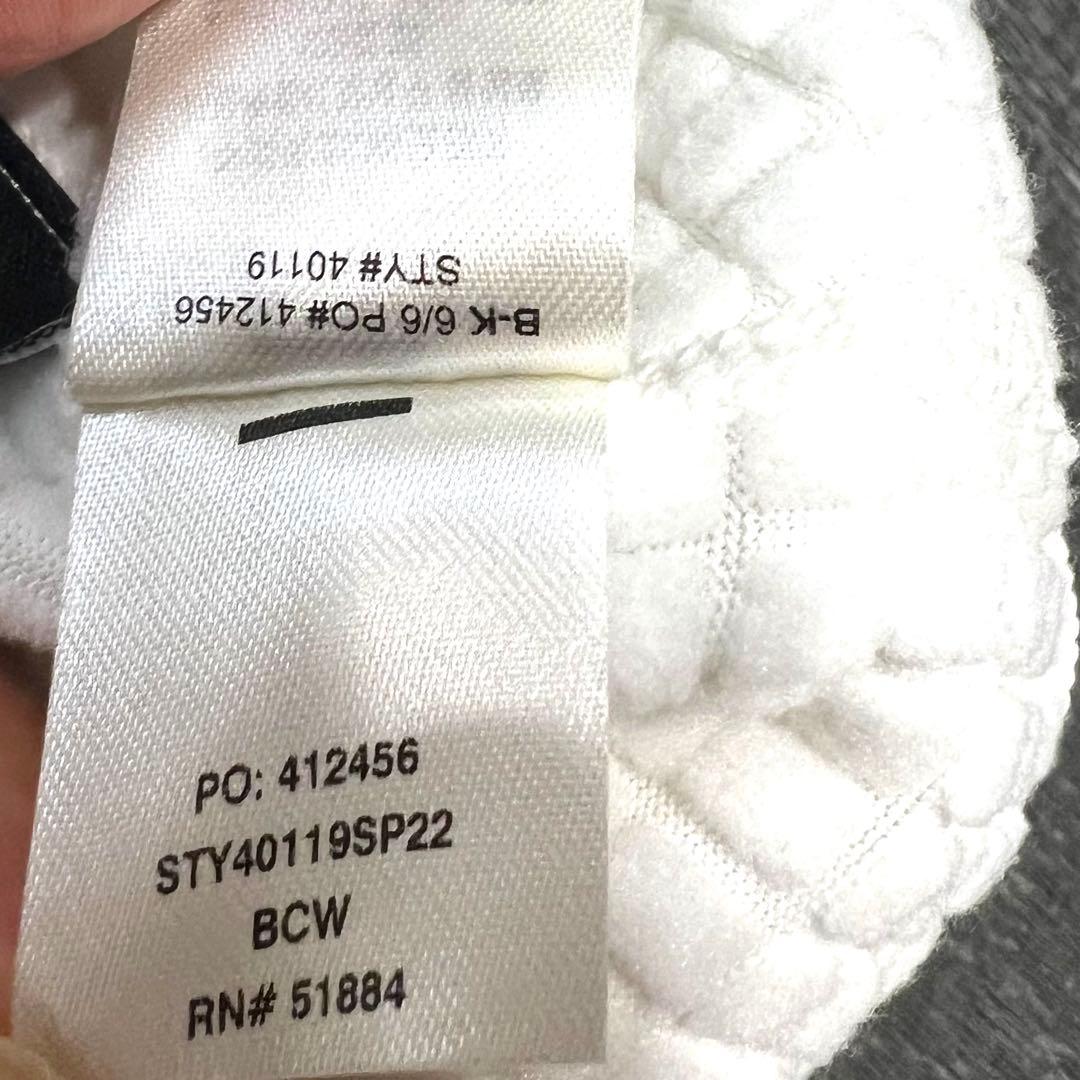 B-K 6/6 PO# 412456
STY# 40119
PO: 412456
STY40119SP22
BCW
RN# 51884